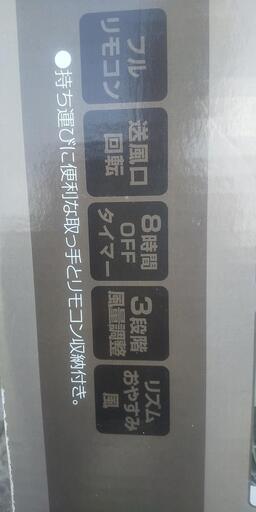 フル
リモコン
送風口
回転
8時間
OFF
タイマー
3段階
風量調整
リズム
おやすみ
風
●持ち運びに便利な取っ手とリモコン収納付き。